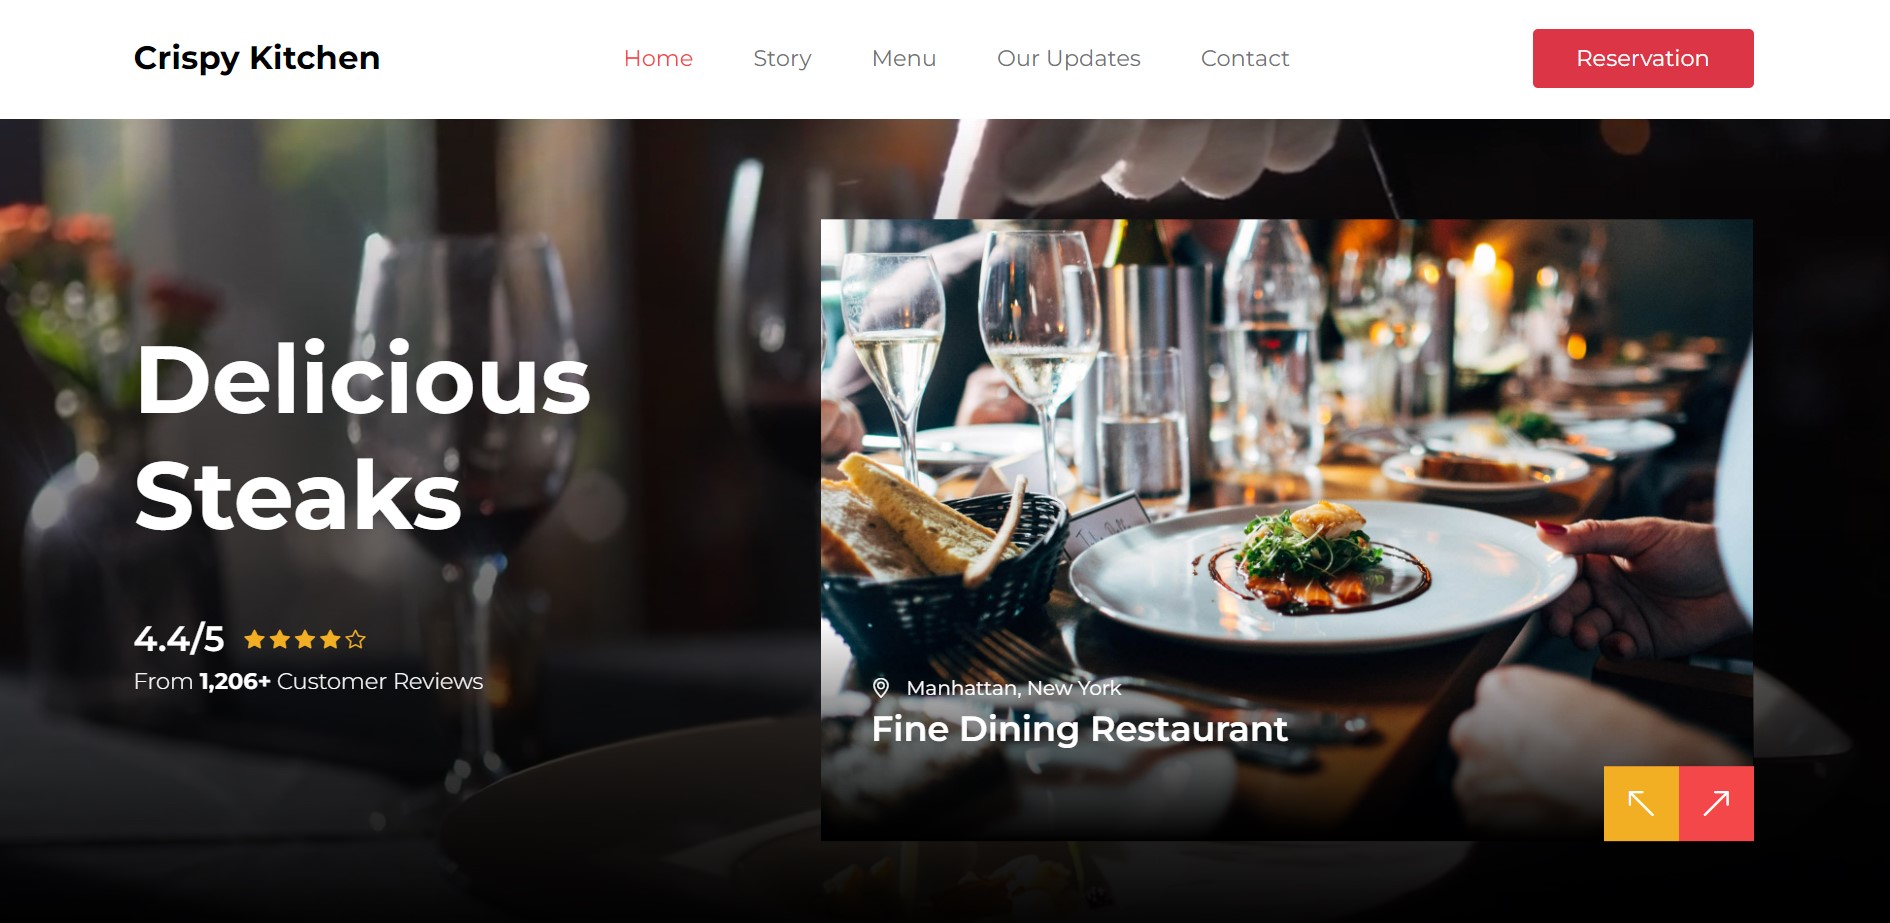 Crispy Kitchen
Home
Story
Menu
Our Updates
Contact
Reservation
Delicious
Steaks
4.4/5
From 1,206+ Customer Reviews
Manhattan, New York
Fine Dining Restaurant